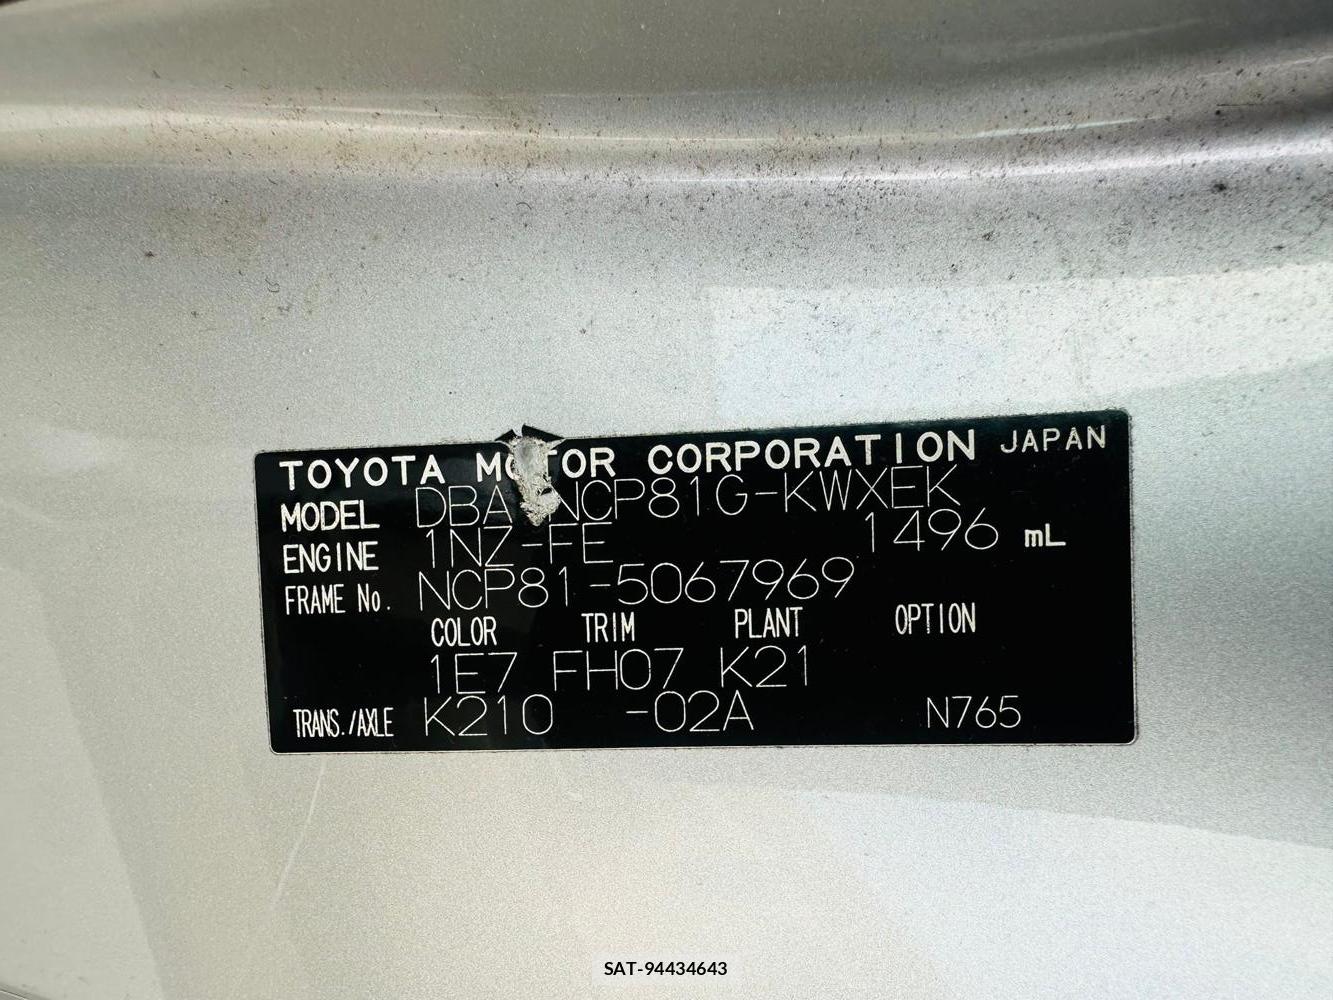 TOYOTA MOTOR CORPORATION JAPAN
MODEL DBA-NCP81G-KWXEK
ENGINE 1NZ-FE 1496 mL
FRAME No. NCP81-5067969
COLOR TRIM PLANT OPTION
1E7 FH07 K21
TRANS./AXLE K210 -02A N765
SAT-94434643